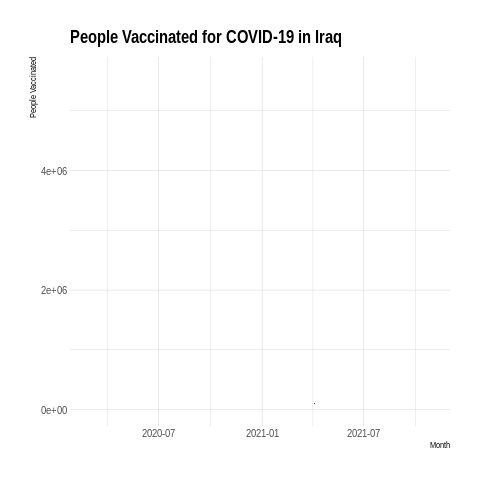 People Vaccinated for COVID-19 in Iraq
People Vaccinated
4e+06
2e+06
0e+00
2020-07
2021-01
2021-07
Month